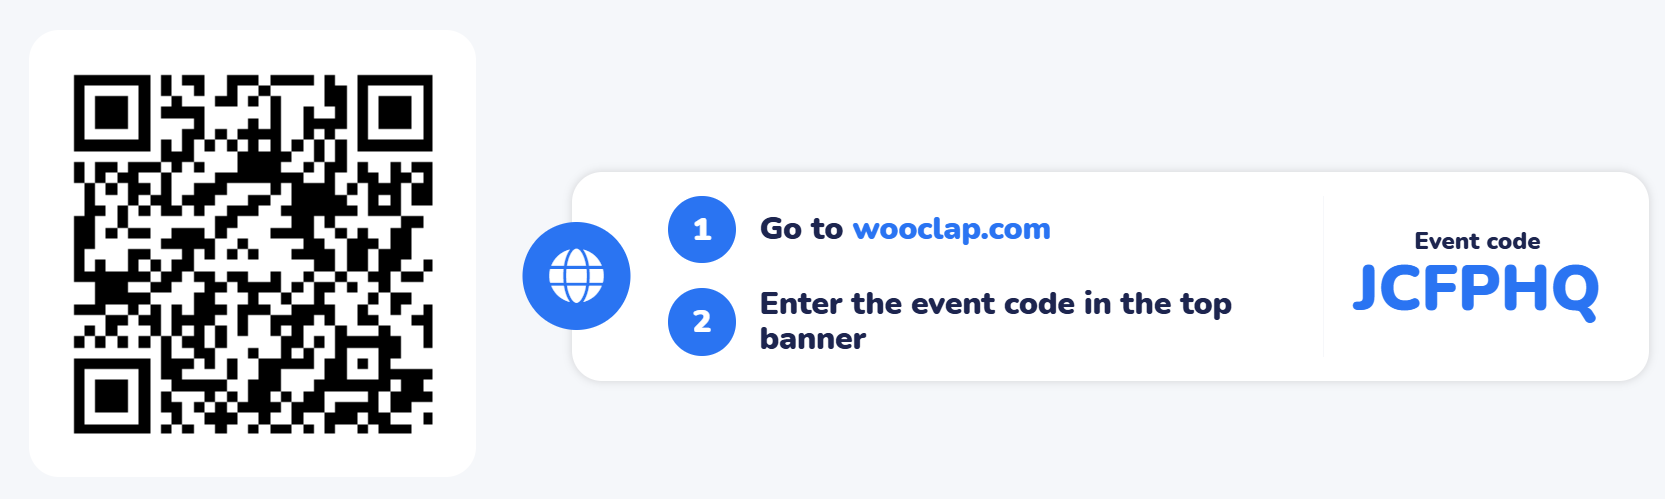 1
Go to wooclap.com
2
Enter the event code in the top
banner
Event code
JCFPHQ